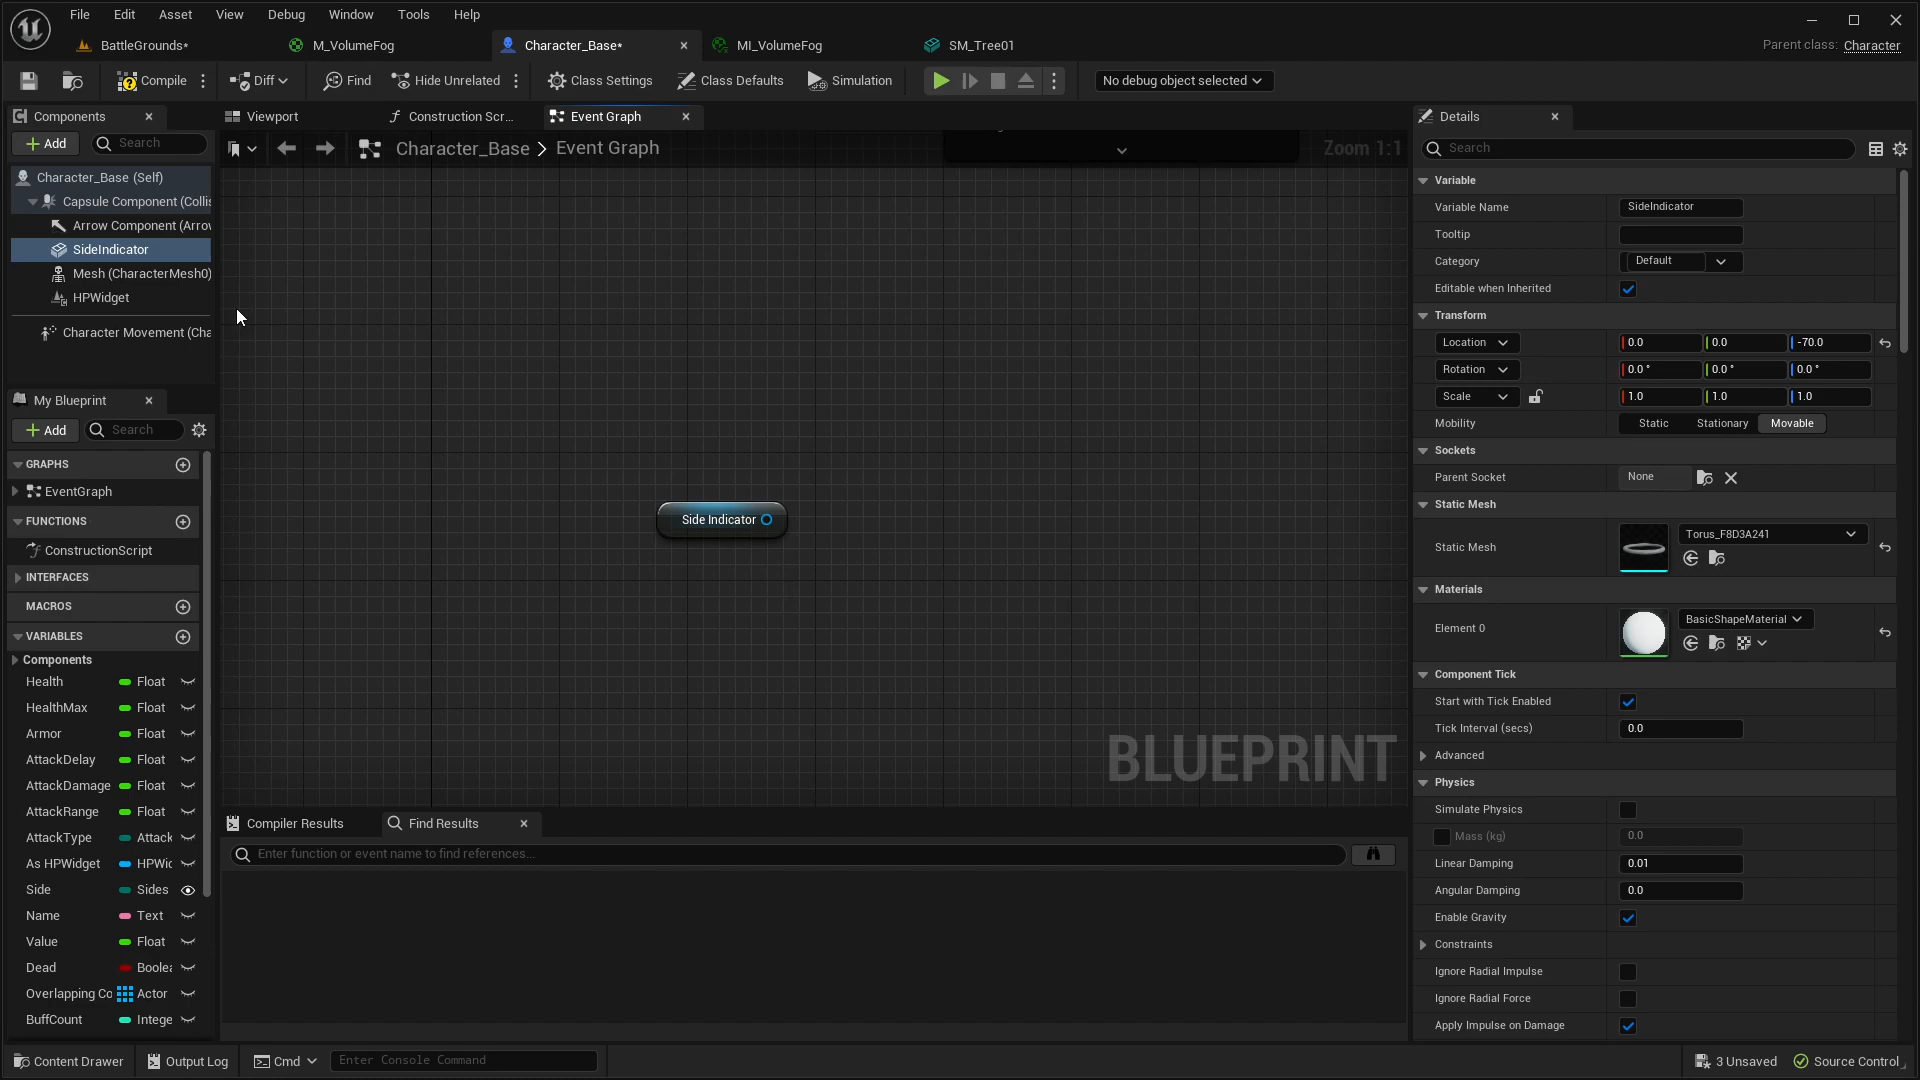 File Edit Asset View Debug Window Tools Help
BattleGrounds* M_VolumeFog Character_Base* MI_VolumeFog SM_Tree01 Parent class: Character
Compile Diff Find Hide Unrelated Class Settings Class Defaults Simulation No debug object selected
Components Viewport Construction Scr... Event Graph Details
Add Search Character_Base > Event Graph Zoom 1:1 Search
Character_Base (Self)
Capsule Component (Collis
Arrow Component (Arrov
SideIndicator
Mesh (CharacterMesh0)
HPWidget
Character Movement (Cha
My Blueprint
Add Search
GRAPHS
EventGraph
FUNCTIONS
ConstructionScript
INTERFACES
MACROS
VARIABLES
Components
Health Float
HealthMax Float
Armor Float
AttackDelay Float
AttackDamage Float
AttackRange Float
AttackType Attack
As HPWidget HPWic
Side Sides
Name Text
Value Float
Dead Boolea
Overlapping Co Actor
BuffCount Intege
Side Indicator
BLUEPRINT
Compiler Results Find Results
Enter function or event name to find references...
Variable
Variable Name SideIndicator
Tooltip
Category Default
Editable when Inherited
Transform
Location 0.0 0.0 -70.0
Rotation 0.0 ° 0.0 ° 0.0 °
Scale 1.0 1.0 1.0
Mobility Static Stationary Movable
Sockets
Parent Socket None
Static Mesh
Static Mesh Torus_F8D3A241
Materials
Element 0 BasicShapeMaterial
Component Tick
Start with Tick Enabled
Tick Interval (secs) 0.0
Advanced
Physics
Simulate Physics
Mass (kg) 0.0
Linear Damping 0.01
Angular Damping 0.0
Enable Gravity
Constraints
Ignore Radial Impulse
Ignore Radial Force
Apply Impulse on Damage
Content Drawer Output Log Cmd Enter Console Command 3 Unsaved Source Control